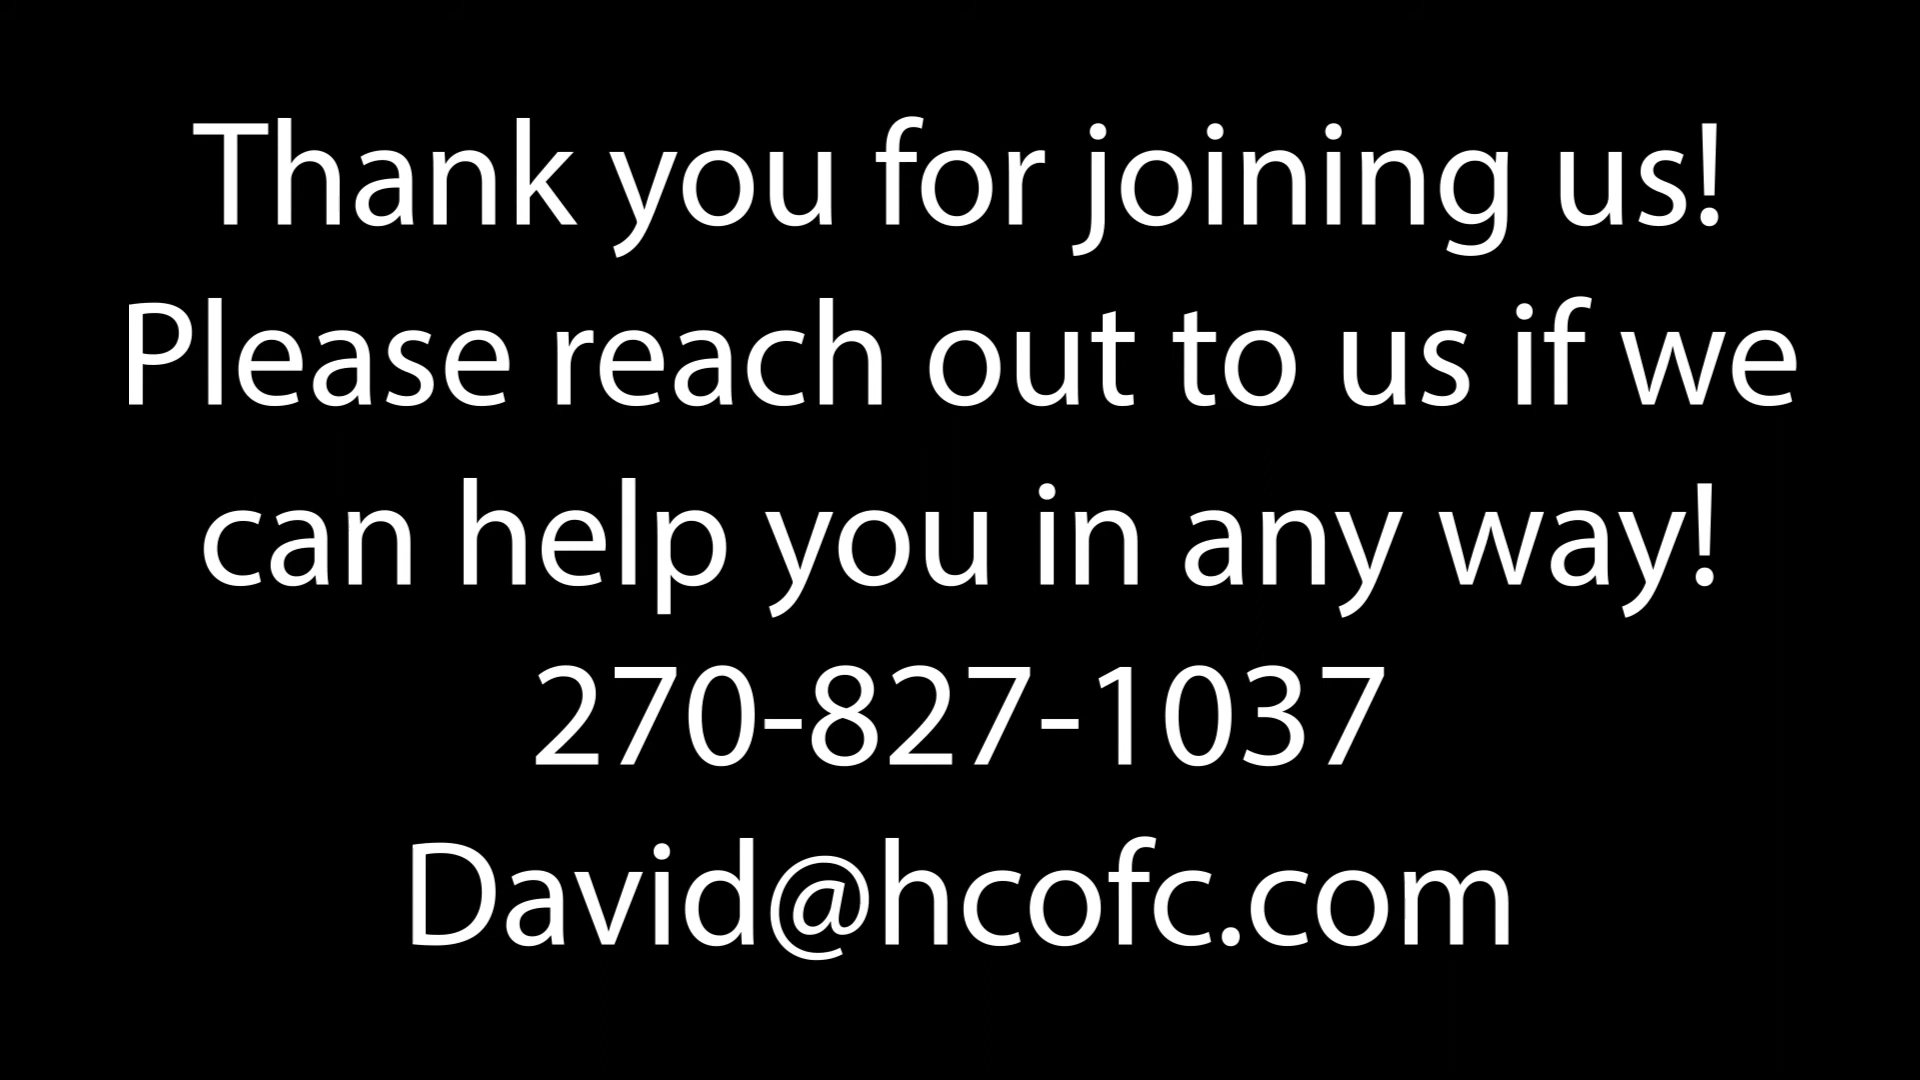 Thank you for joining us!
Please reach out to us if we
can help you in any way!
270-827-1037
David@hcofc.com